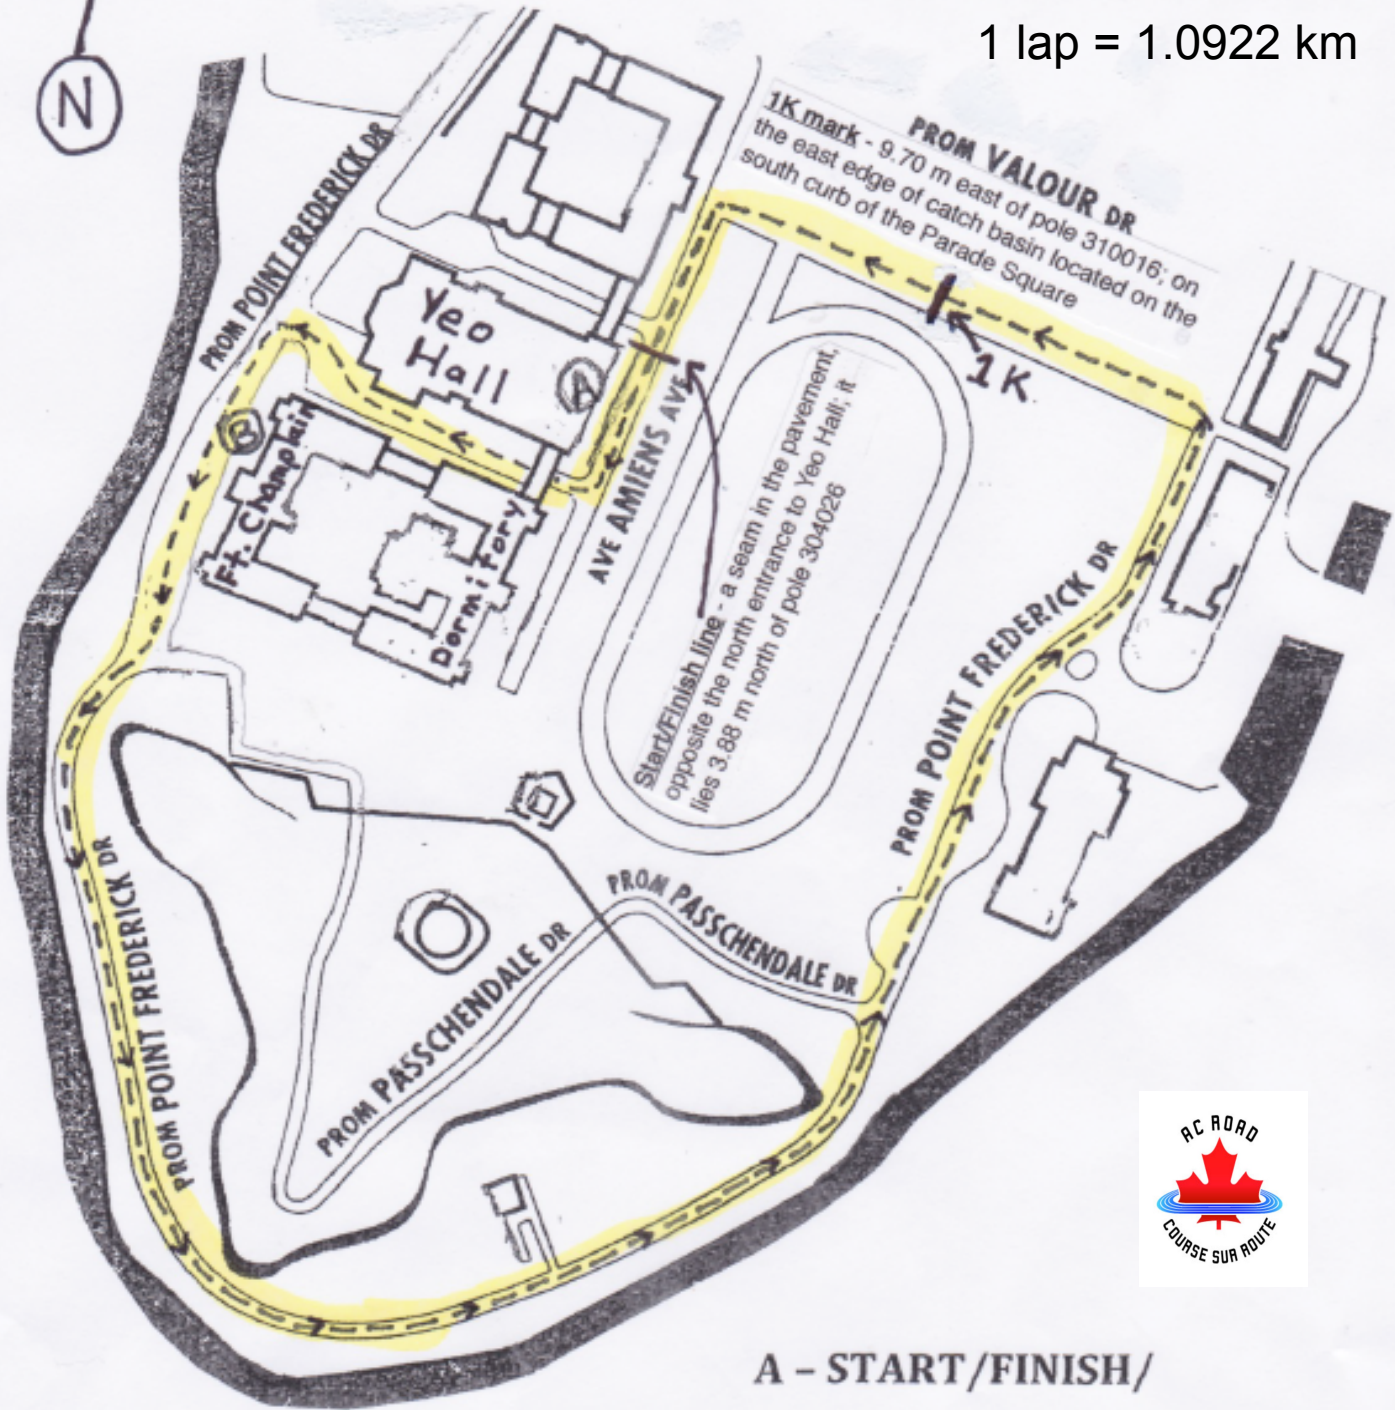 1 lap = 1.0922 km
N
PROM VALOUR DR
1K mark - 9.70 m east of pole 310016; on
the east edge of catch basin located on the
south curb of the Parade Square
PROM POINT FREDERICK DR
Yeo
Hall
A
1K
B
Ft. Champlain
Dormitory
AVE AMIENS AVE
Start/Finish line - a seam in the pavement,
opposite the north entrance to Yeo Hall; it
lies 3.88 m north of pole 304026
PROM POINT FREDERICK DR
PROM POINT FREDERICK DR
PROM PASSCHENDALE DR
PROM PASSCHENDALE DR
AC ROAD
COURSE SUR ROUTE
A – START/FINISH/